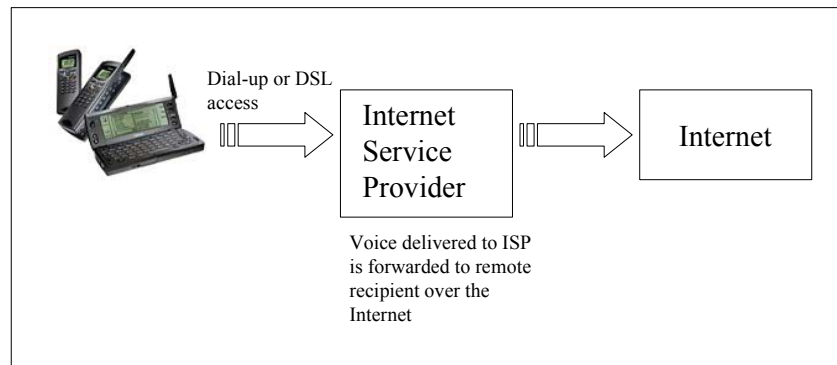 Dial-up or DSL
access
Internet
Service
Provider
Internet
Voice delivered to ISP
is forwarded to remote
recipient over the
Internet